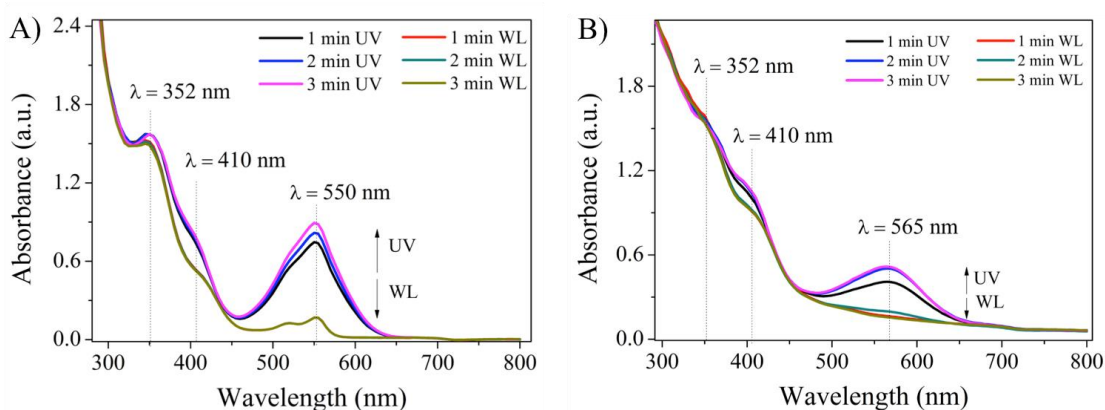 A)
1 min UV 1 min WL
2 min UV 2 min WL
3 min UV 3 min WL
λ = 352 nm
λ = 410 nm
λ = 550 nm
UV
WL
2.4
1.8
1.2
0.6
0.0
Absorbance (a.u.)
300 400 500 600 700 800
Wavelength (nm)
B)
1 min UV 1 min WL
2 min UV 2 min WL
3 min UV 3 min WL
λ = 352 nm
λ = 410 nm
λ = 565 nm
UV
WL
1.8
1.2
0.6
0.0
Absorbance (a.u.)
300 400 500 600 700 800
Wavelength (nm)